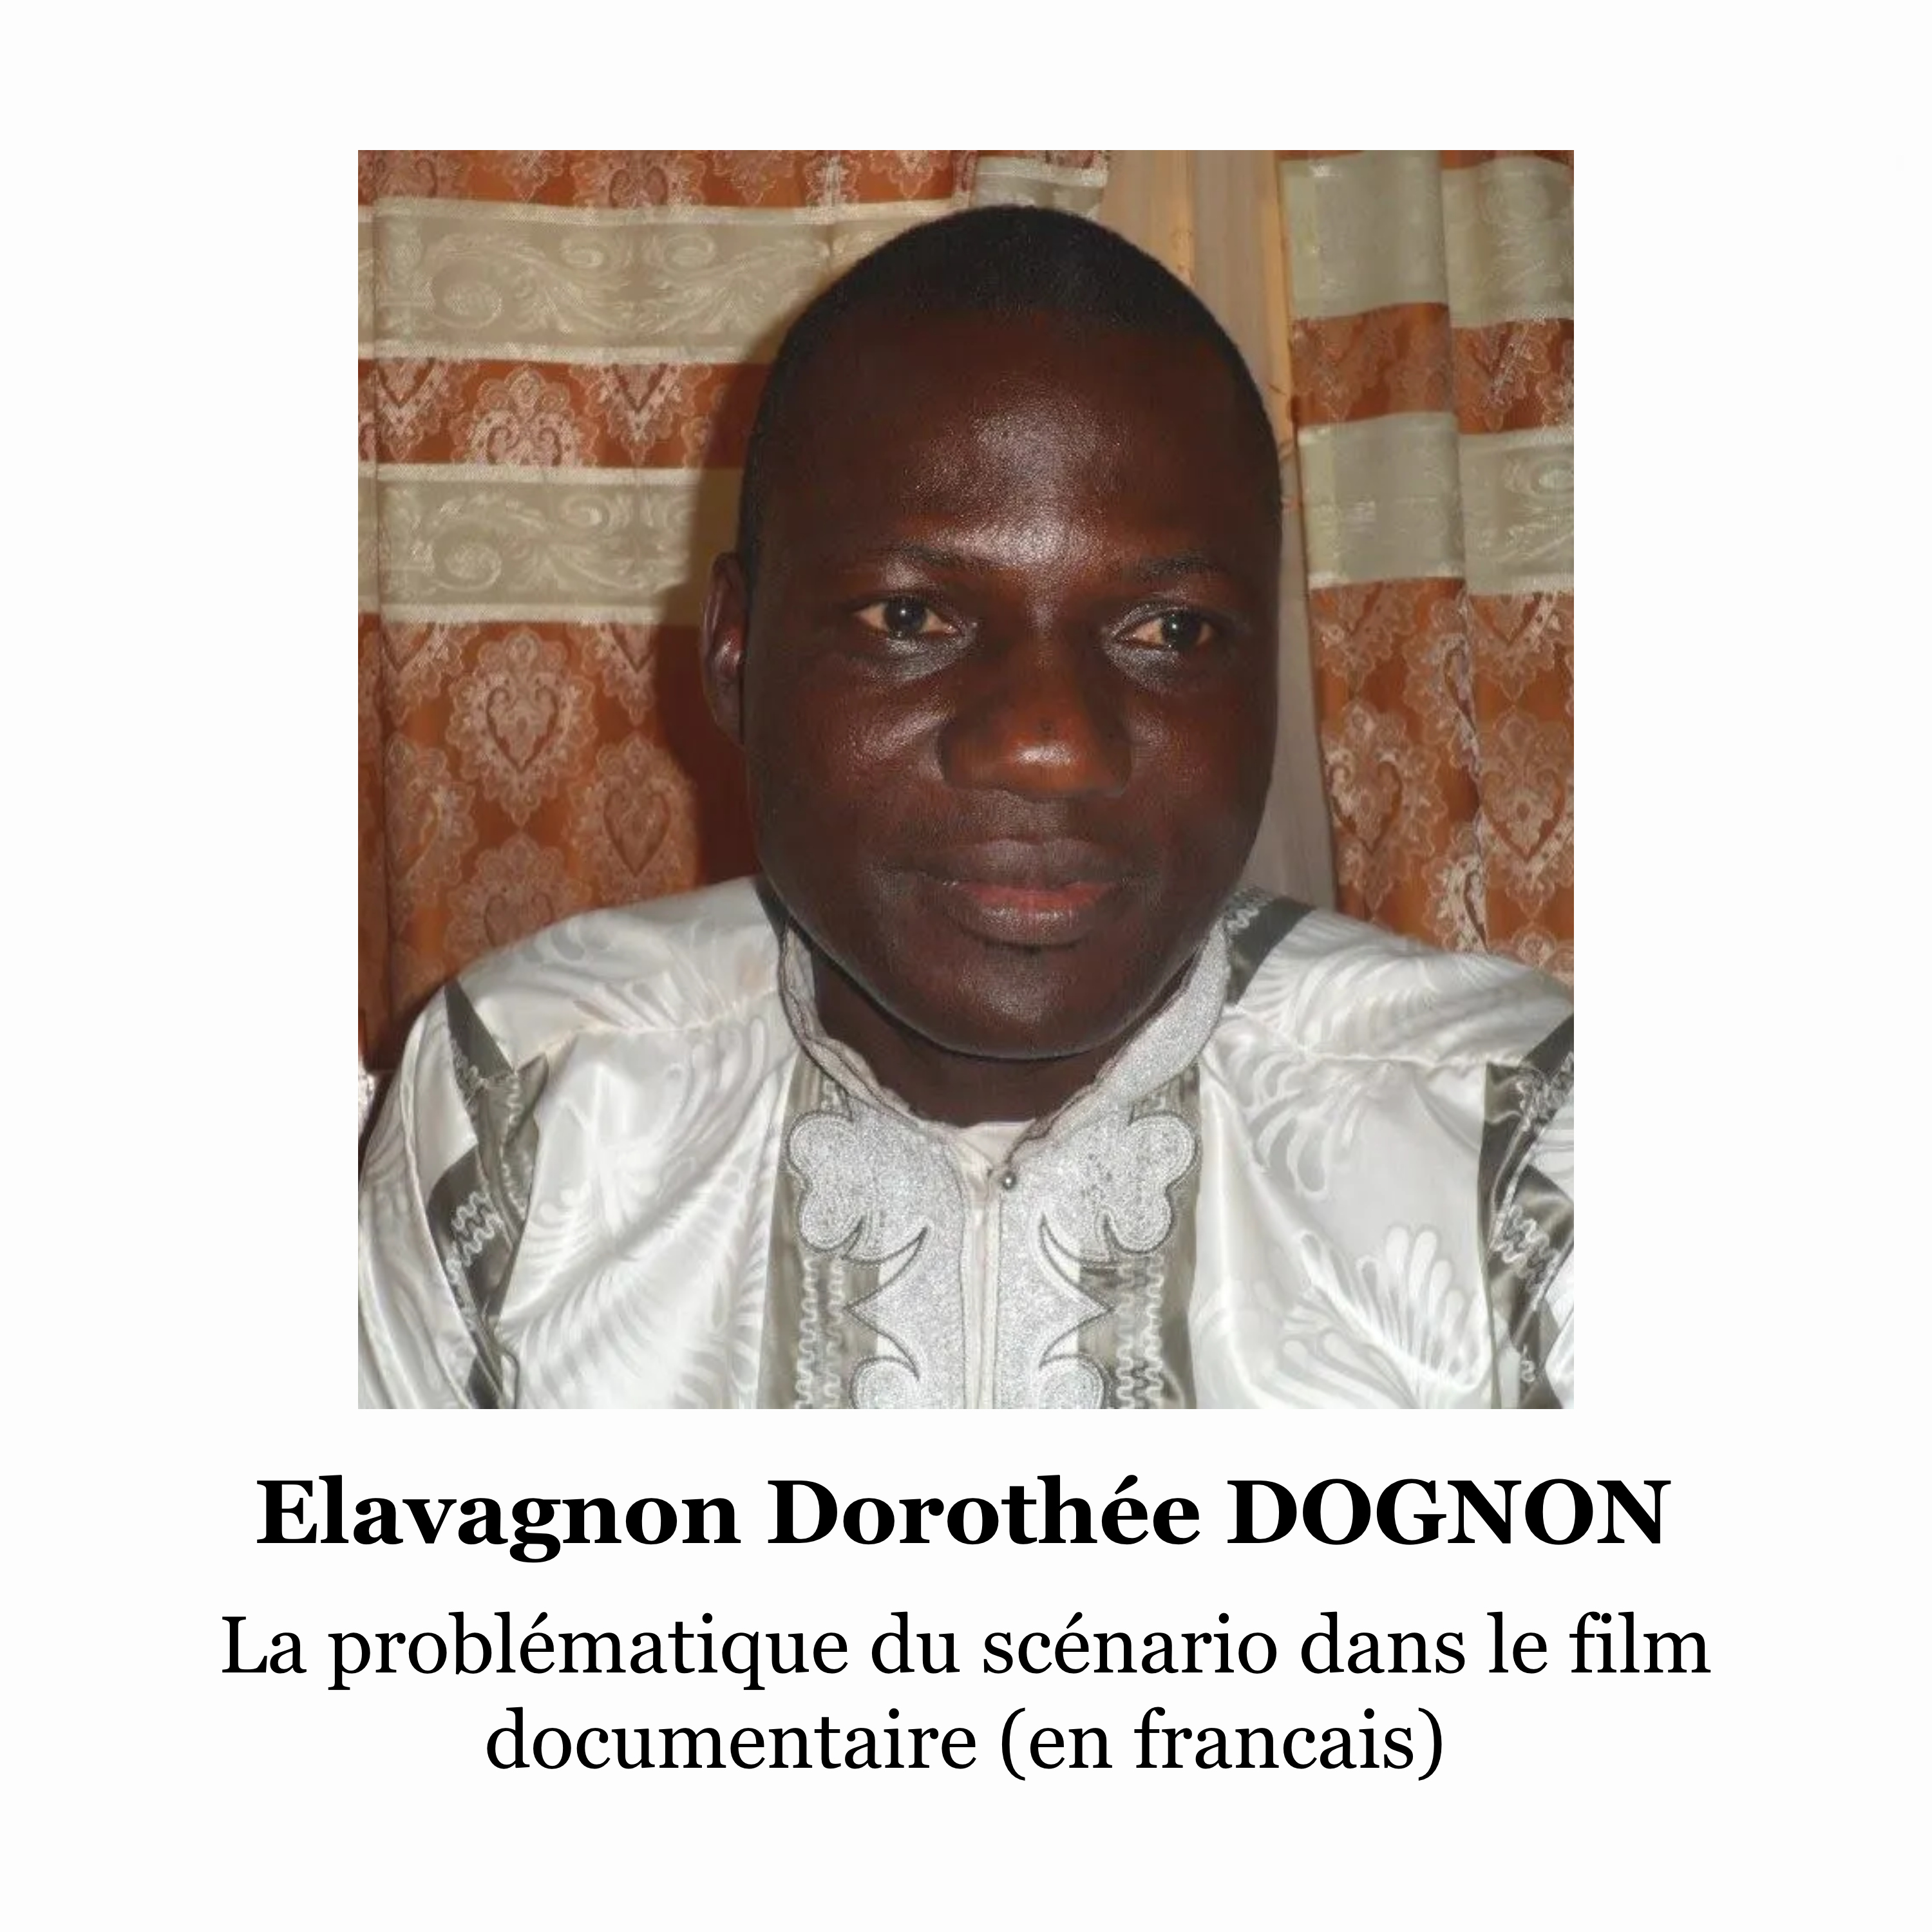 Elavagnon Dorothée DOGNON
La problématique du scénario dans le film
documentaire (en francais)